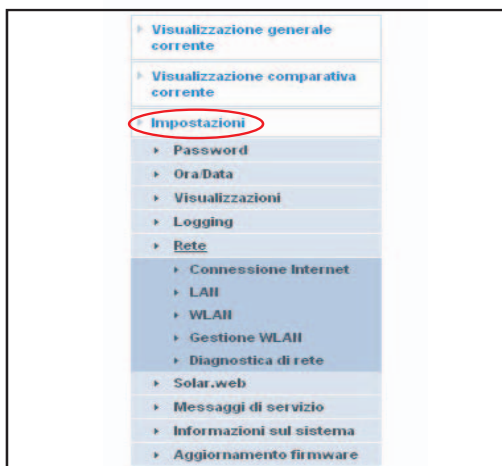 Visualizzazione generale
corrente
Visualizzazione comparativa
corrente
Impostazioni
Password
Ora/Data
Visualizzazioni
Logging
Rete
Connessione Internet
LAN
WLAN
Gestione WLAN
Diagnostica di rete
Solar.web
Messaggi di servizio
Informazioni sul sistema
Aggiornamento firmware